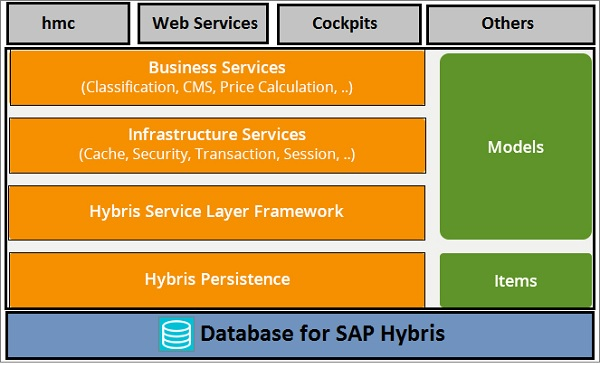 hmc
Web Services
Cockpits
Others
Business Services
(Classification, CMS, Price Calculation, ..)
Infrastructure Services
(Cache, Security, Transaction, Session, ..)
Models
Hybris Service Layer Framework
Hybris Persistence
Items
Database for SAP Hybris